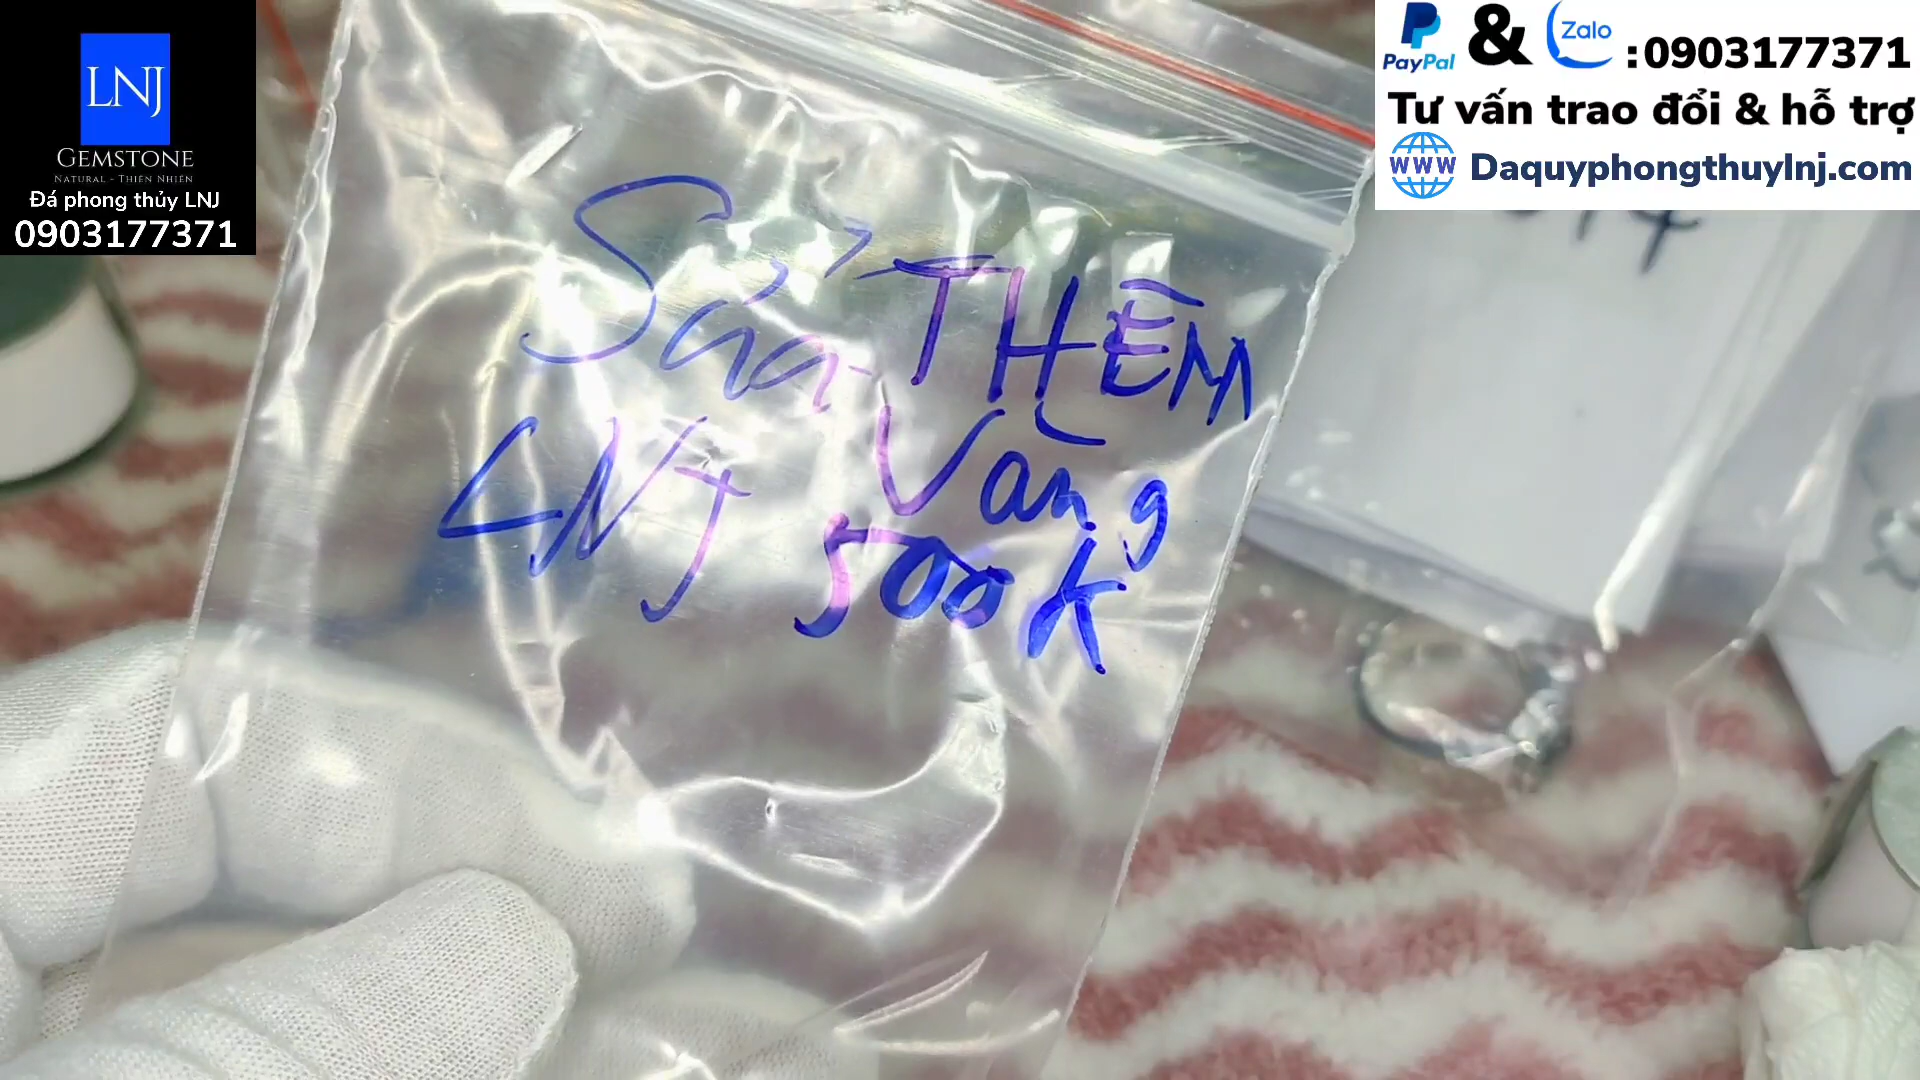 LNJ
GEMSTONE
NATURAL - THIÊN NHIÊN
Đá phong thủy LNJ
0903177371
PayPal & Zalo : 0903177371
Tư vấn trao đổi & hỗ trợ
WWW Daquyphongthuylnj.com
Sửa THÊM
LNJ Vàng
500K